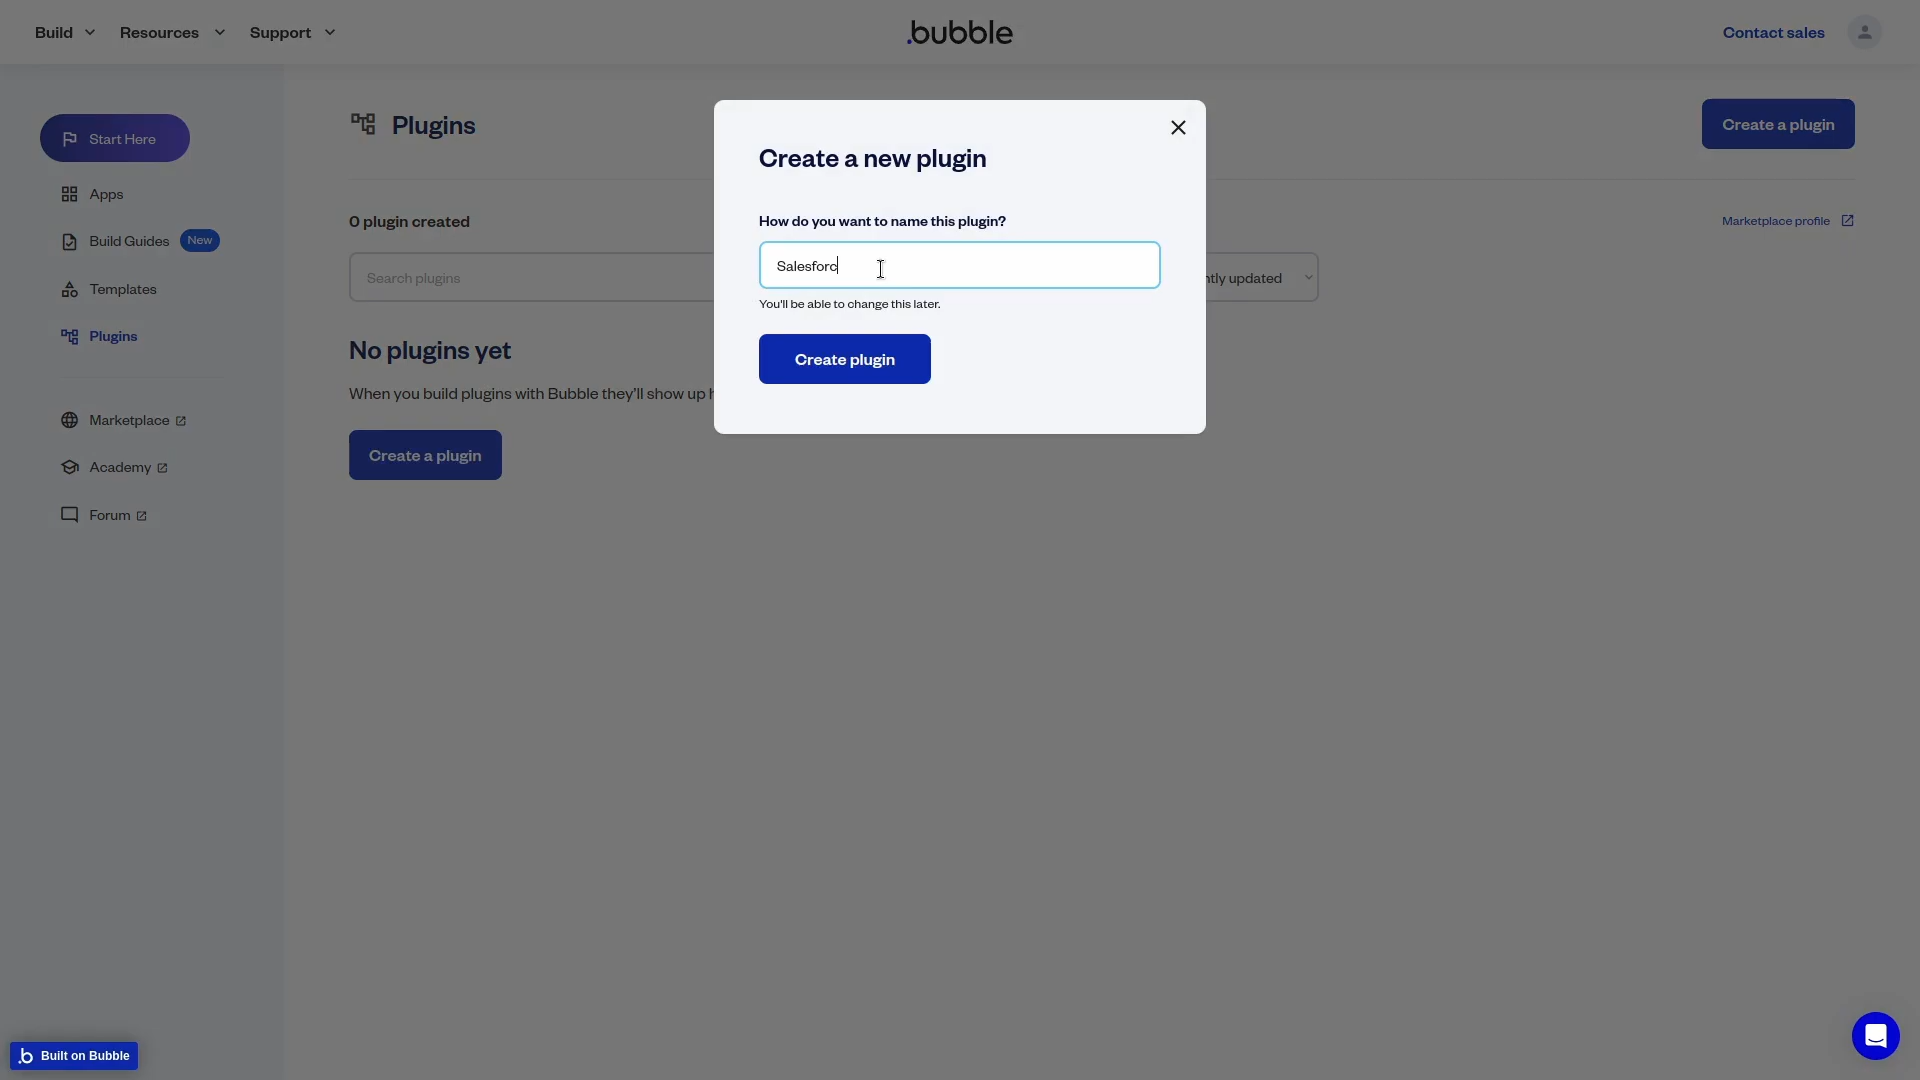 Build
Resources
Support
.bubble
Contact sales
Start Here
Apps
Build Guides
New
Templates
Plugins
Marketplace
Academy
Forum
Plugins
Create a plugin
0 plugin created
Marketplace profile
Search plugins
ntly updated
No plugins yet
When you build plugins with Bubble they'll show up h
Create a plugin
Create a new plugin
How do you want to name this plugin?
Salesforc
You'll be able to change this later.
Create plugin
Built on Bubble